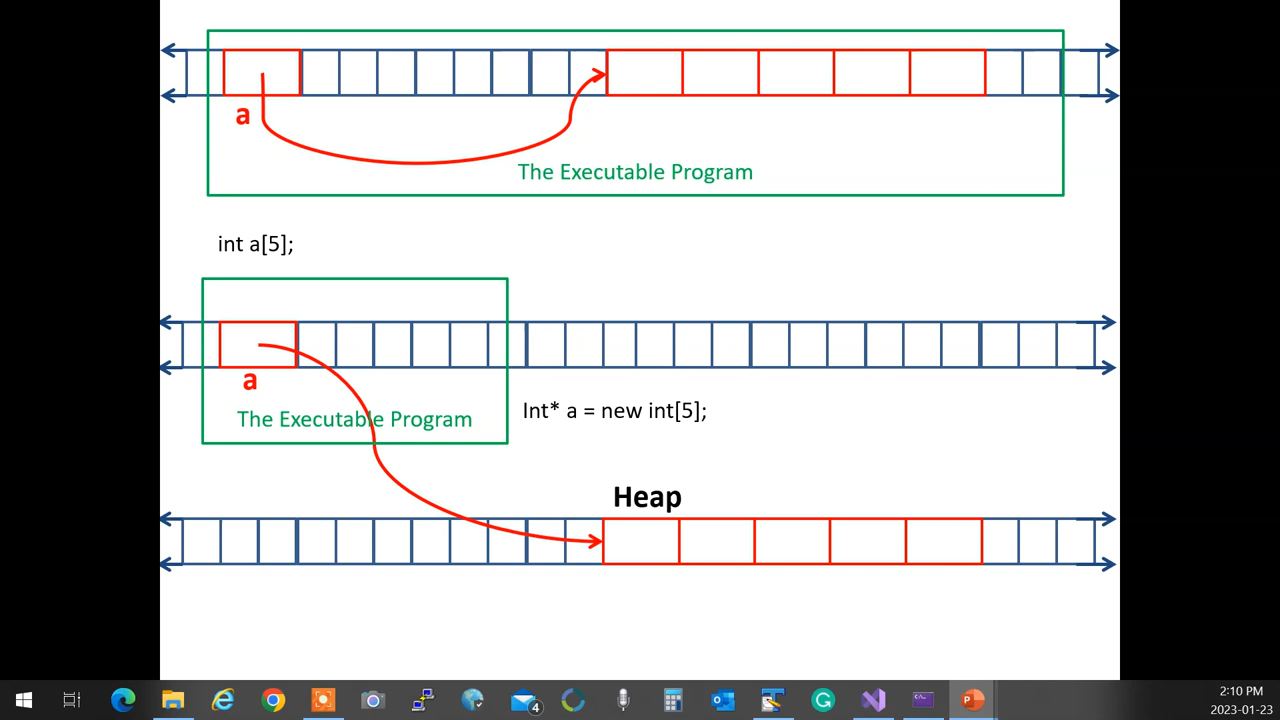 a
The Executable Program
int a[5];
a
The Executable Program
Int* a = new int[5];
Heap
4
2:10 PM
2023-01-23